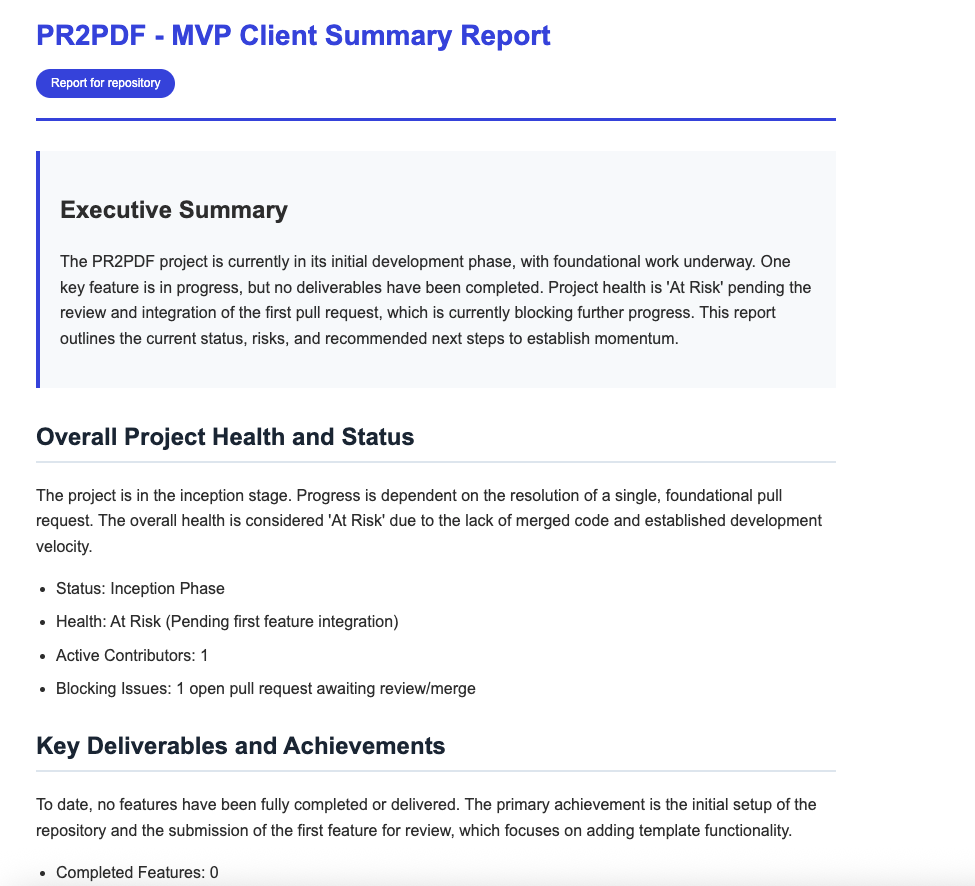 PR2PDF - MVP Client Summary Report
Report for repository
Executive Summary
The PR2PDF project is currently in its initial development phase, with foundational work underway. One
key feature is in progress, but no deliverables have been completed. Project health is 'At Risk' pending the
review and integration of the first pull request, which is currently blocking further progress. This report
outlines the current status, risks, and recommended next steps to establish momentum.
Overall Project Health and Status
The project is in the inception stage. Progress is dependent on the resolution of a single, foundational pull
request. The overall health is considered 'At Risk' due to the lack of merged code and established development
velocity.
• Status: Inception Phase
• Health: At Risk (Pending first feature integration)
• Active Contributors: 1
• Blocking Issues: 1 open pull request awaiting review/merge
Key Deliverables and Achievements
To date, no features have been fully completed or delivered. The primary achievement is the initial setup of the
repository and the submission of the first feature for review, which focuses on adding template functionality.
• Completed Features: 0